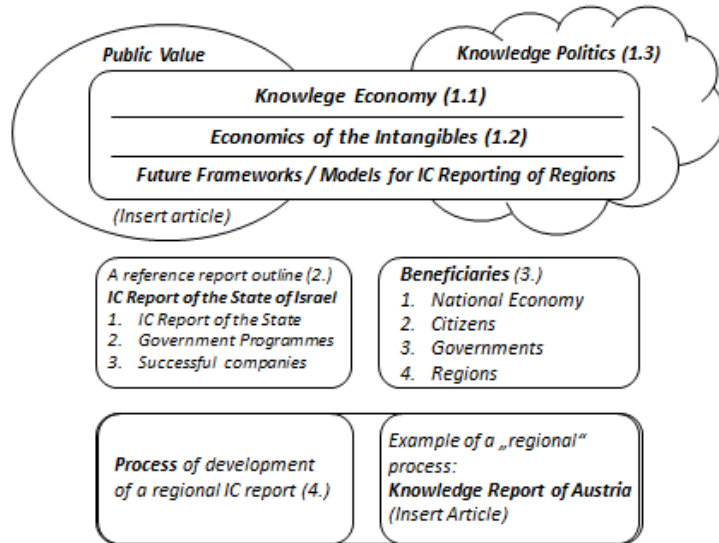 Public Value
Knowledge Politics (1.3)
Knowlege Economy (1.1)
Economics of the Intangibles (1.2)
Future Frameworks / Models for IC Reporting of Regions
(Insert article)
A reference report outline (2.)
IC Report of the State of Israel
1. IC Report of the State
2. Government Programmes
3. Successful companies
Beneficiaries (3.)
1. National Economy
2. Citizens
3. Governments
4. Regions
Process of development
of a regional IC report (4.)
Example of a „regional“
process:
Knowledge Report of Austria
(Insert Article)